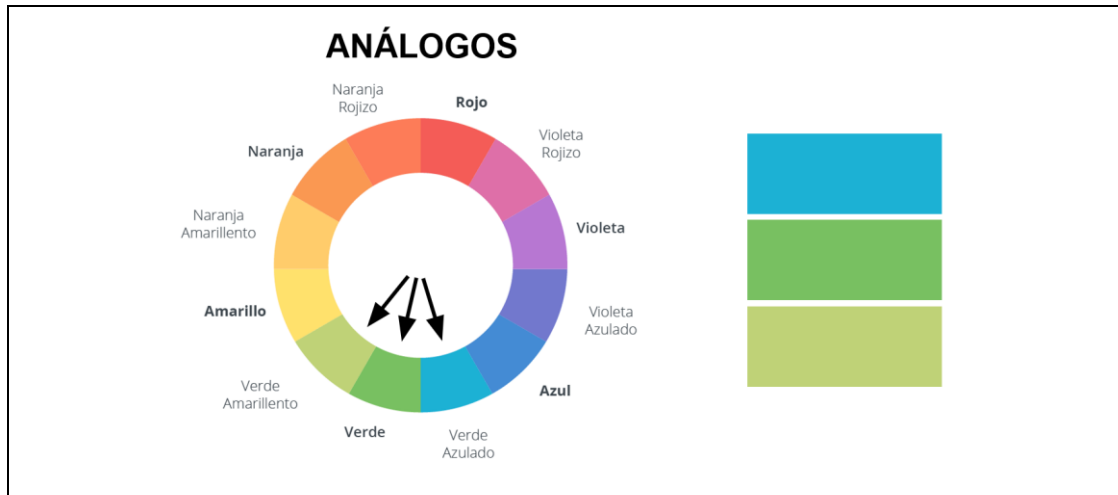 ANÁLOGOS
Naranja
Rojizo
Rojo
Violeta
Rojizo
Naranja
Naranja
Amarillento
Violeta
Amarillo
Violeta
Azulado
Verde
Amarillento
Azul
Verde
Verde
Azulado